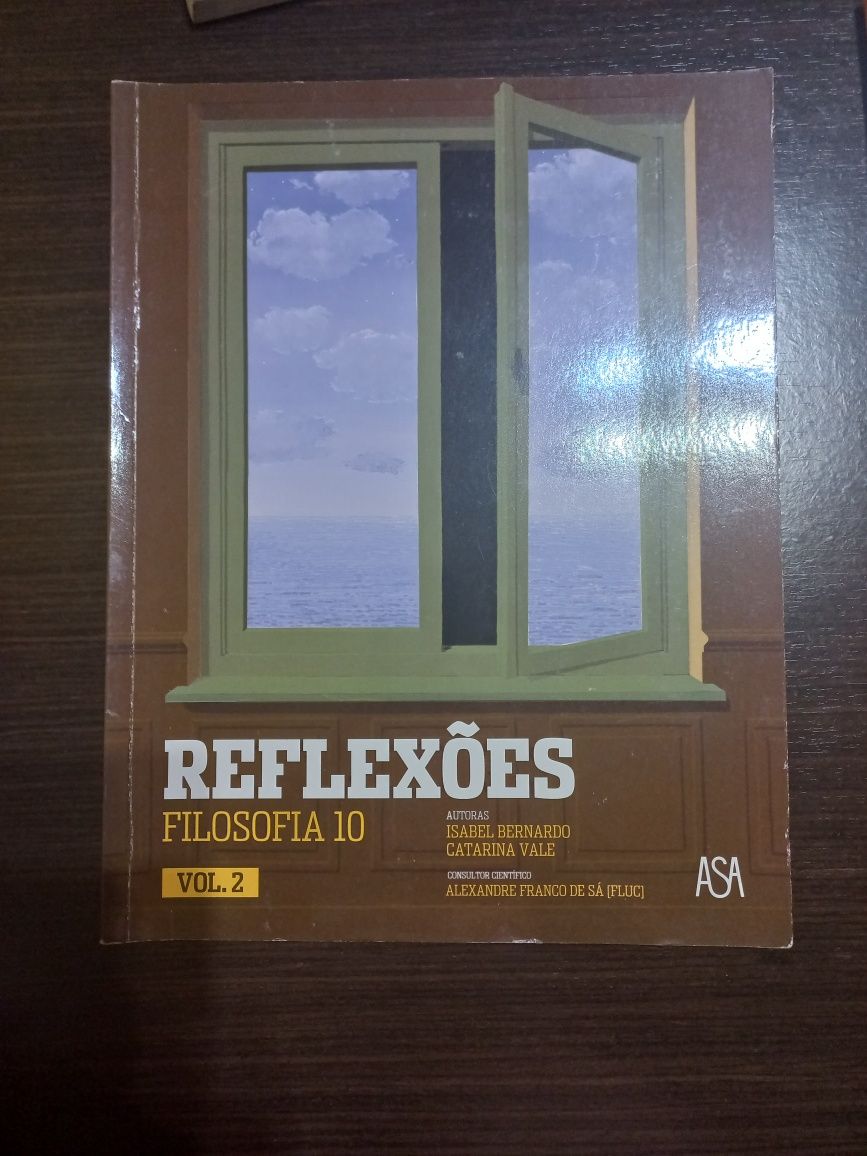 REFLEXÕES
FILOSOFIA 10
VOL. 2
AUTORAS
ISABEL BERNARDO
CATARINA VALE
CONSULTOR CIENTÍFICO
ALEXANDRE FRANCO DE SÁ [FLUC]
ASA